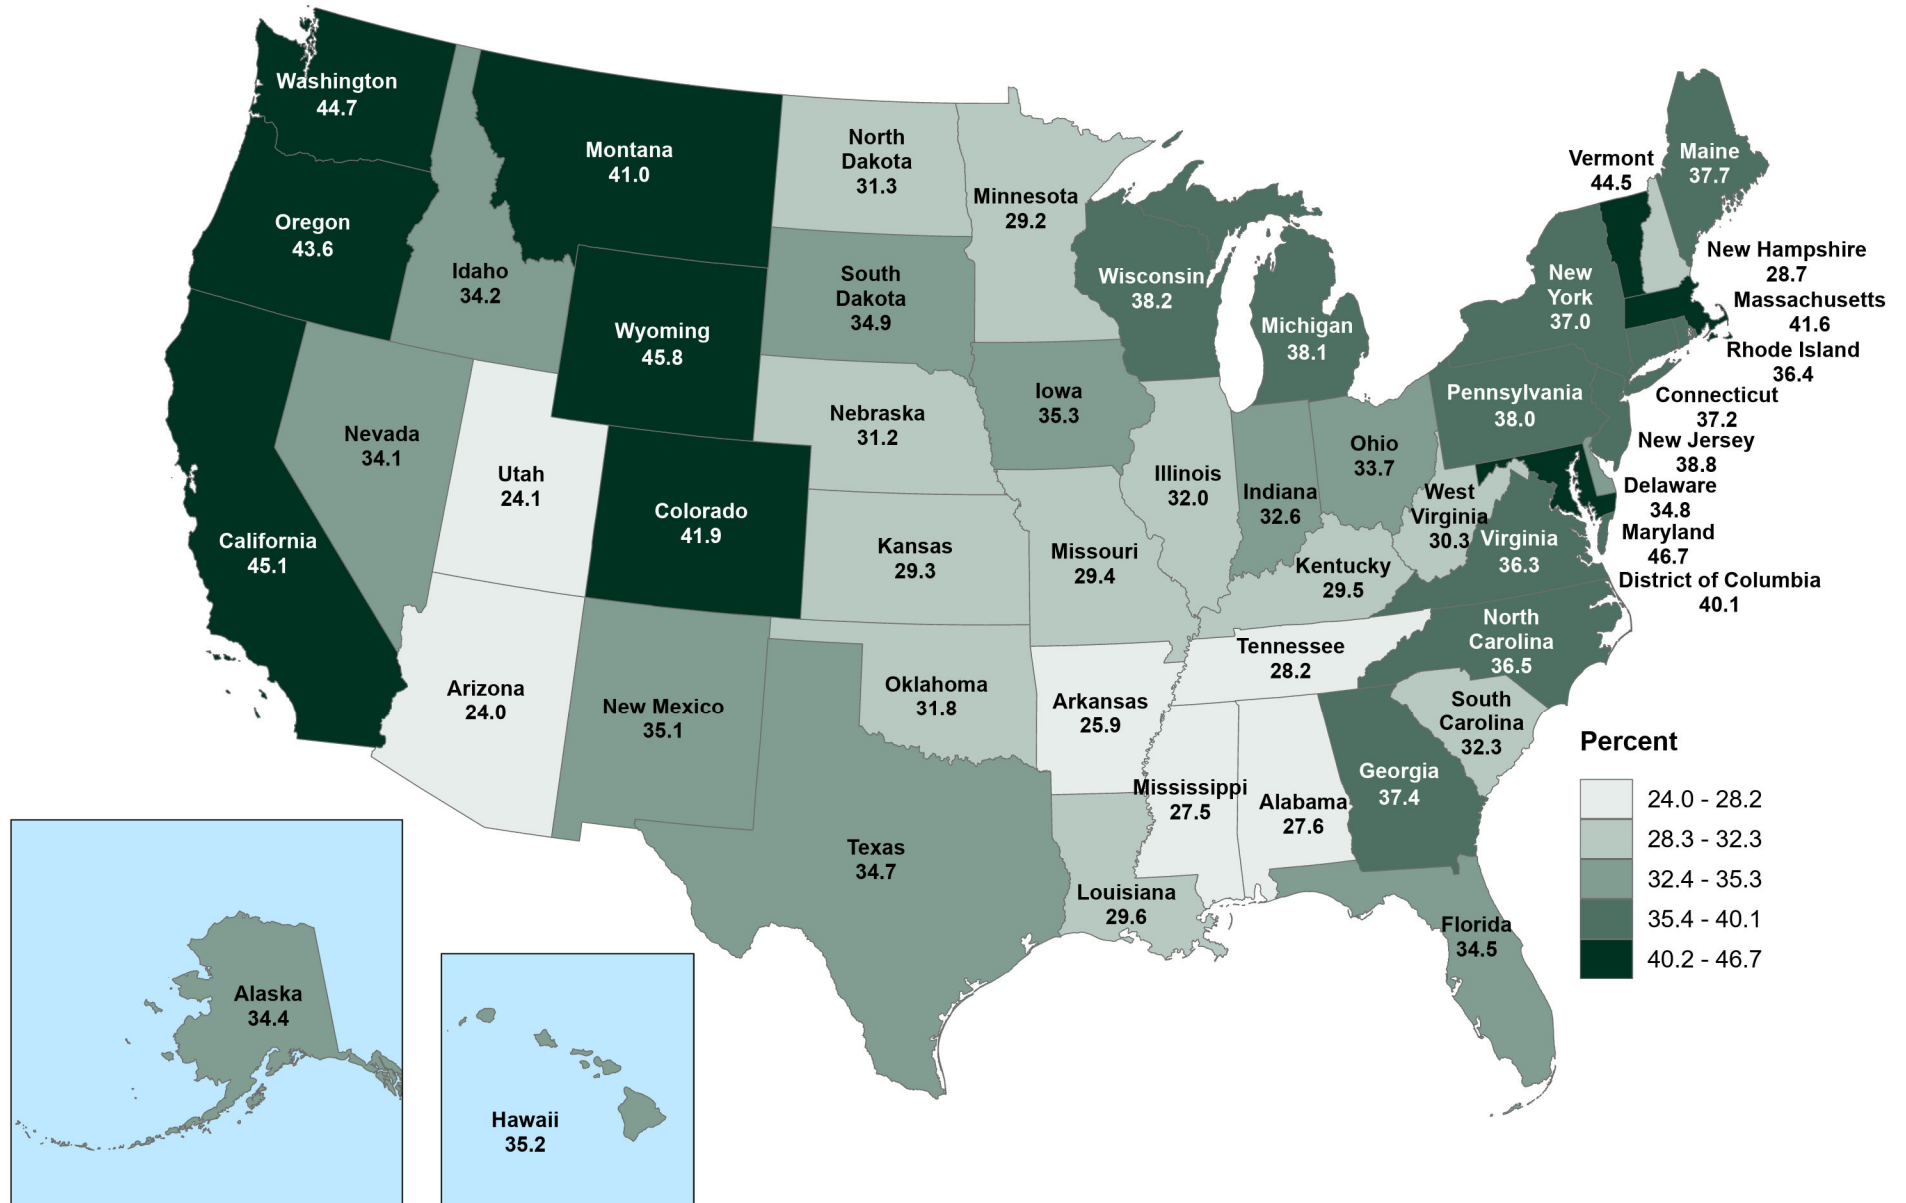 Washington
44.7
Oregon
43.6
California
45.1
Idaho
34.2
Nevada
34.1
Montana
41.0
Wyoming
45.8
Utah
24.1
Colorado
41.9
Arizona
24.0
New Mexico
35.1
North
Dakota
31.3
South
Dakota
34.9
Nebraska
31.2
Kansas
29.3
Oklahoma
31.8
Texas
34.7
Minnesota
29.2
Iowa
35.3
Missouri
29.4
Arkansas
25.9
Louisiana
29.6
Wisconsin
38.2
Illinois
32.0
Michigan
38.1
Indiana
32.6
Ohio
33.7
Kentucky
29.5
Tennessee
28.2
Mississippi
27.5
Alabama
27.6
Georgia
37.4
Florida
34.5
South
Carolina
32.3
North
Carolina
36.5
Virginia
36.3
West
Virginia
30.3
Pennsylvania
38.0
New
York
37.0
Vermont
44.5
Maine
37.7
New Hampshire
28.7
Massachusetts
41.6
Rhode Island
36.4
Connecticut
37.2
New Jersey
38.8
Delaware
34.8
Maryland
46.7
District of Columbia
40.1
Alaska
34.4
Hawaii
35.2
Percent
24.0 - 28.2
28.3 - 32.3
32.4 - 35.3
35.4 - 40.1
40.2 - 46.7